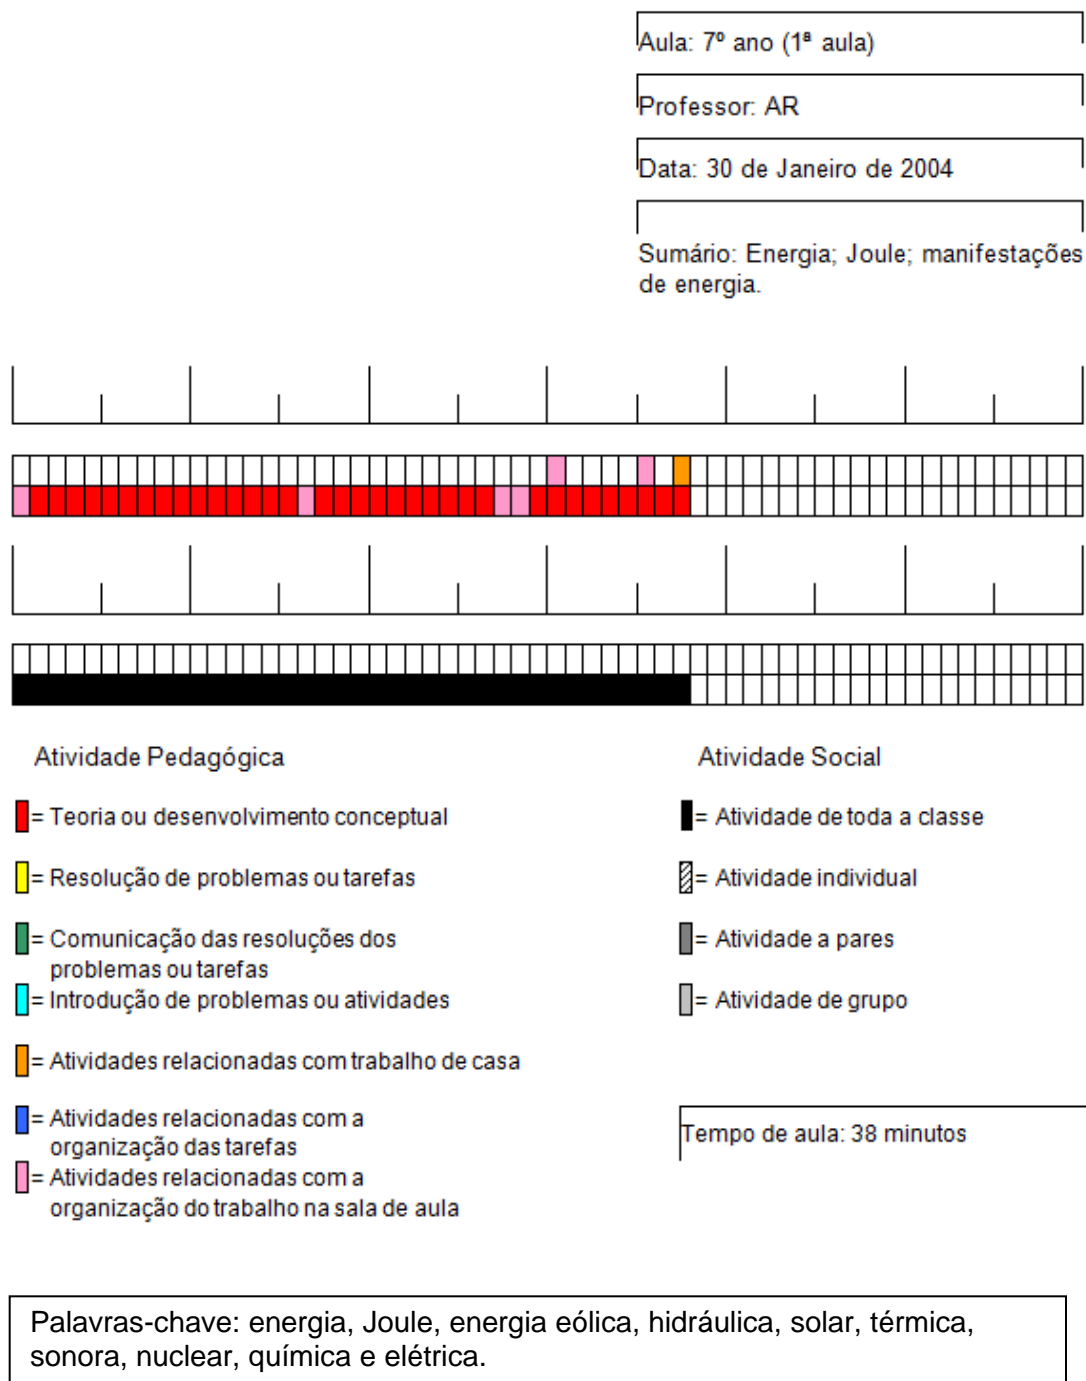 Aula: 7º ano (1ª aula)
Professor: AR
Data: 30 de Janeiro de 2004
Sumário: Energia; Joule; manifestações
de energia.
Atividade Pedagógica
= Teoria ou desenvolvimento conceptual
= Resolução de problemas ou tarefas
= Comunicação das resoluções dos
problemas ou tarefas
= Introdução de problemas ou atividades
= Atividades relacionadas com trabalho de casa
= Atividades relacionadas com a
organização das tarefas
= Atividades relacionadas com a
organização do trabalho na sala de aula
Atividade Social
= Atividade de toda a classe
= Atividade individual
= Atividade a pares
= Atividade de grupo
Tempo de aula: 38 minutos
Palavras-chave: energia, Joule, energia eólica, hidráulica, solar, térmica,
sonora, nuclear, química e elétrica.